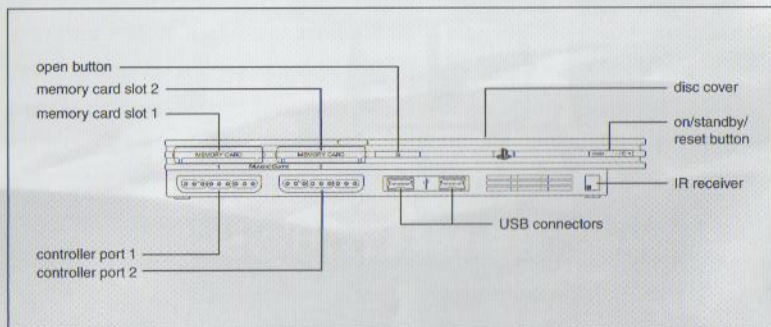 open button
memory card slot 2
memory card slot 1
disc cover
on/standby/
reset button
MEMORY CARD
MEMORY CARD
MAGICGATE
IR receiver
USB connectors
controller port 1
controller port 2